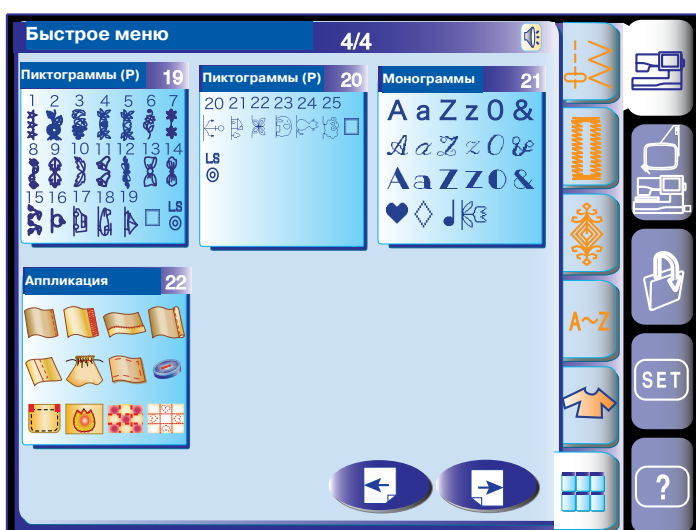 Быстрое меню
4/4
Пиктограммы (P) 19
1 2 3 4 5 6 7
8 9 10 11 12 13 14
15 16 17 18 19
LS
Пиктограммы (P) 20
20 21 22 23 24 25
LS
Монограммы 21
A a Z z 0 &
A a Z z 0 &
A a Z z 0 &
Аппликация 22
A~Z
SET
?